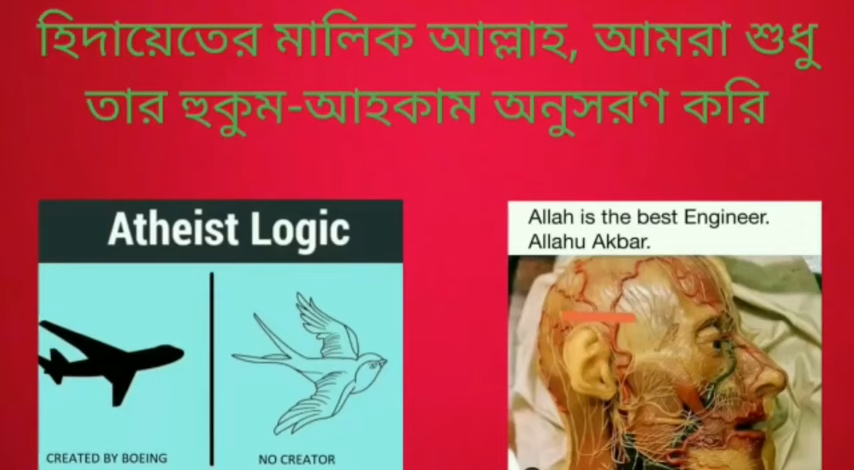 হিদায়েতের মালিক আল্লাহ, আমরা শুধু
তার হুকুম-আহকাম অনুসরণ করি
Atheist Logic
CREATED BY BOEING
NO CREATOR
Allah is the best Engineer.
Allahu Akbar.